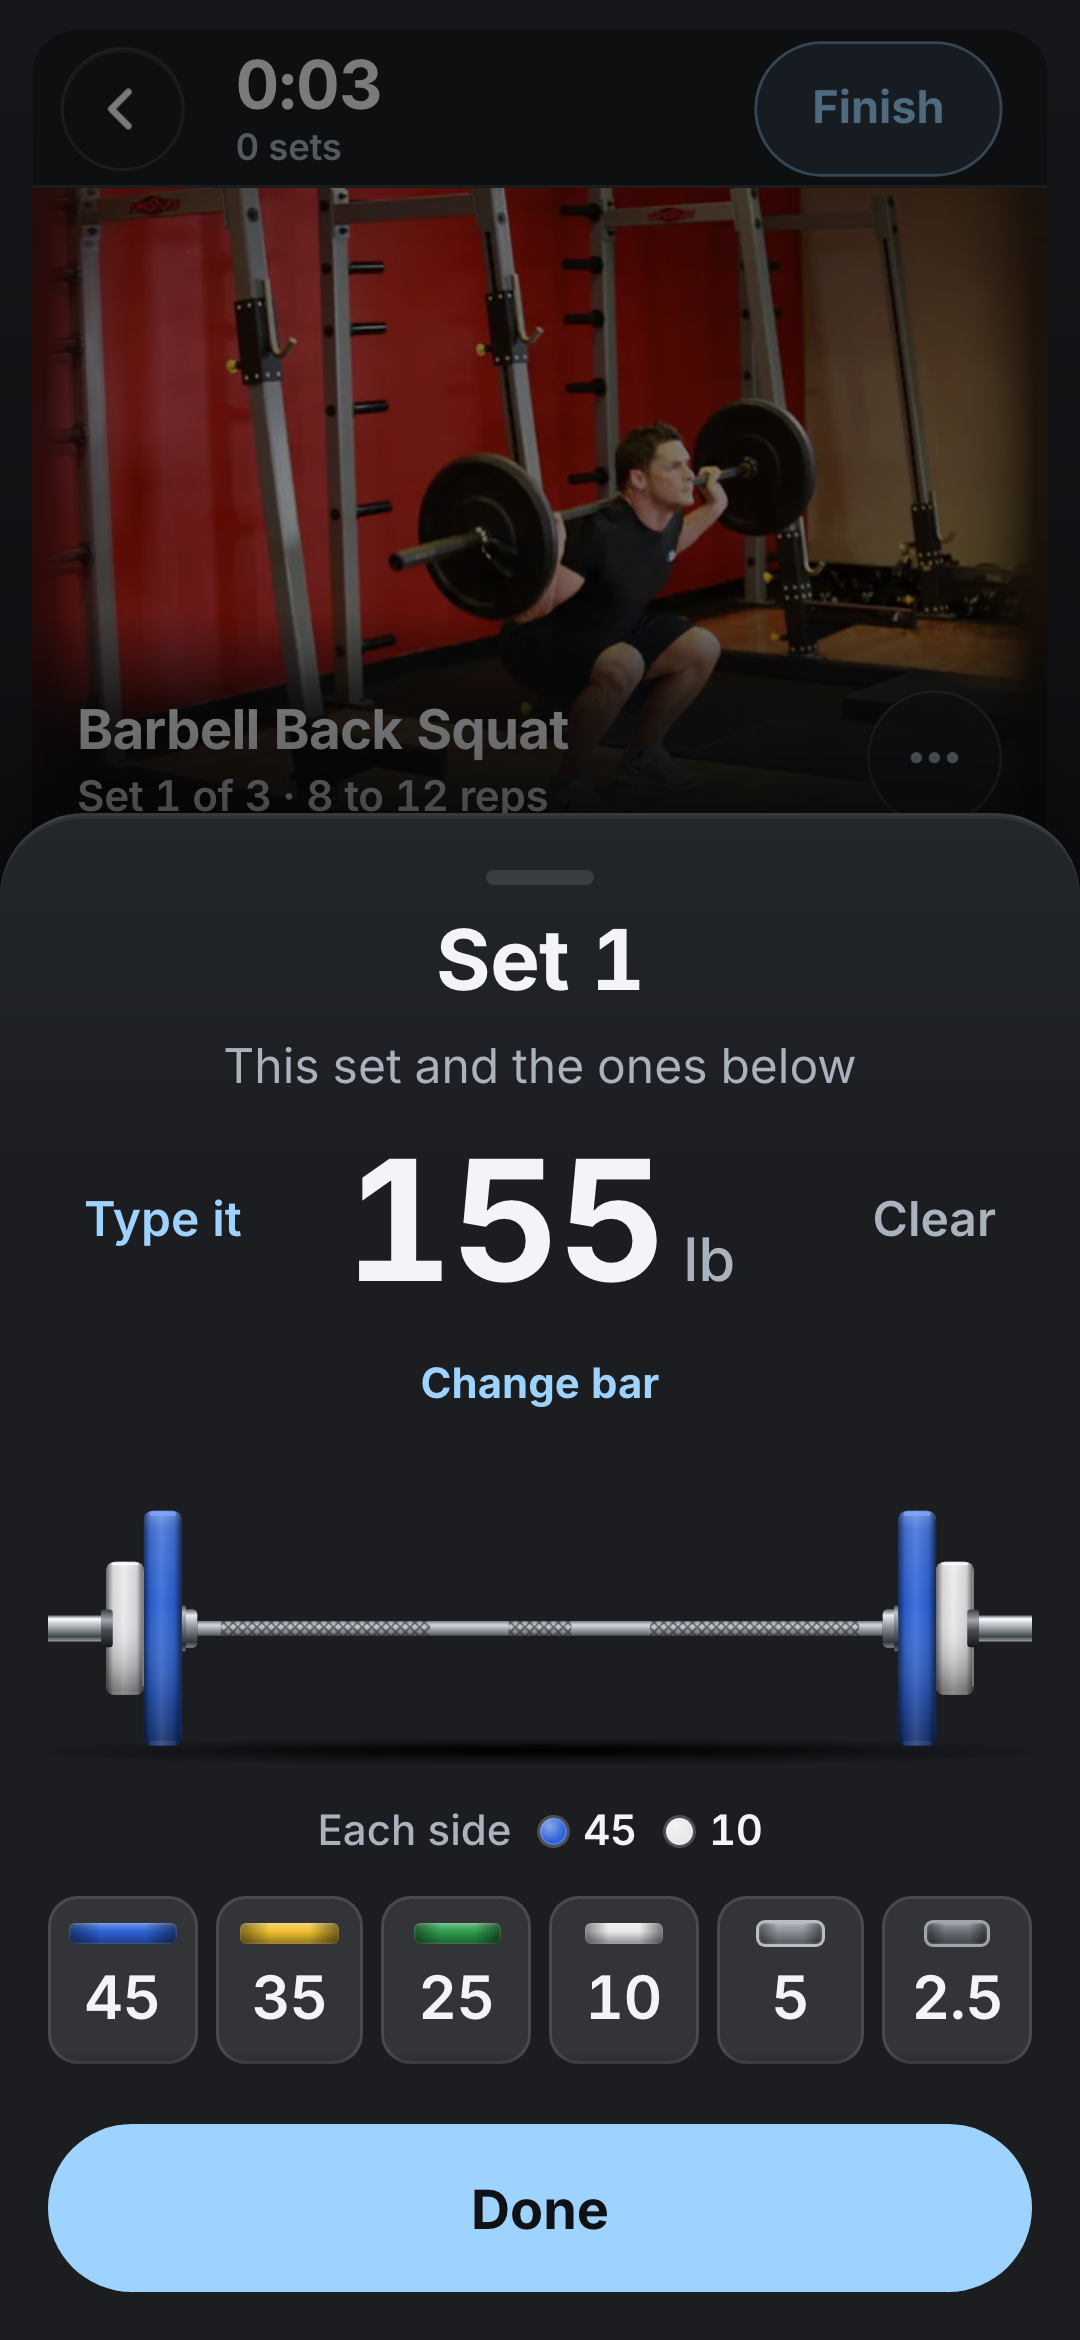 0:03
0 sets
Finish
Barbell Back Squat
Set 1 of 3 · 8 to 12 reps
Set 1
This set and the ones below
Type it
155 lb
Clear
Change bar
Each side 45 10
45 35 25 10 5 2.5
Done